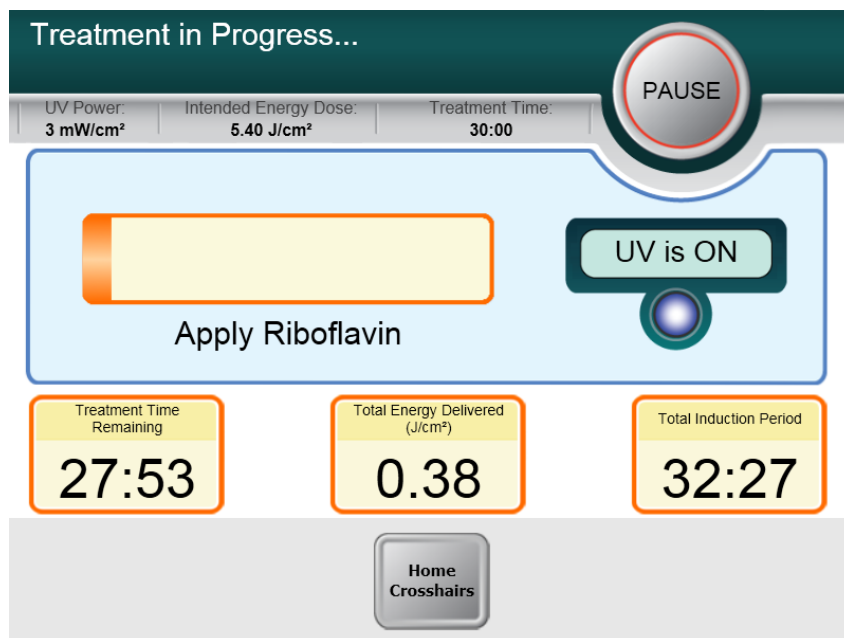 Treatment in Progress...
PAUSE
UV Power:
3 mW/cm²
Intended Energy Dose:
5.40 J/cm²
Treatment Time:
30:00
UV is ON
Apply Riboflavin
Treatment Time
Remaining
27:53
Total Energy Delivered
(J/cm²)
0.38
Total Induction Period
32:27
Home
Crosshairs